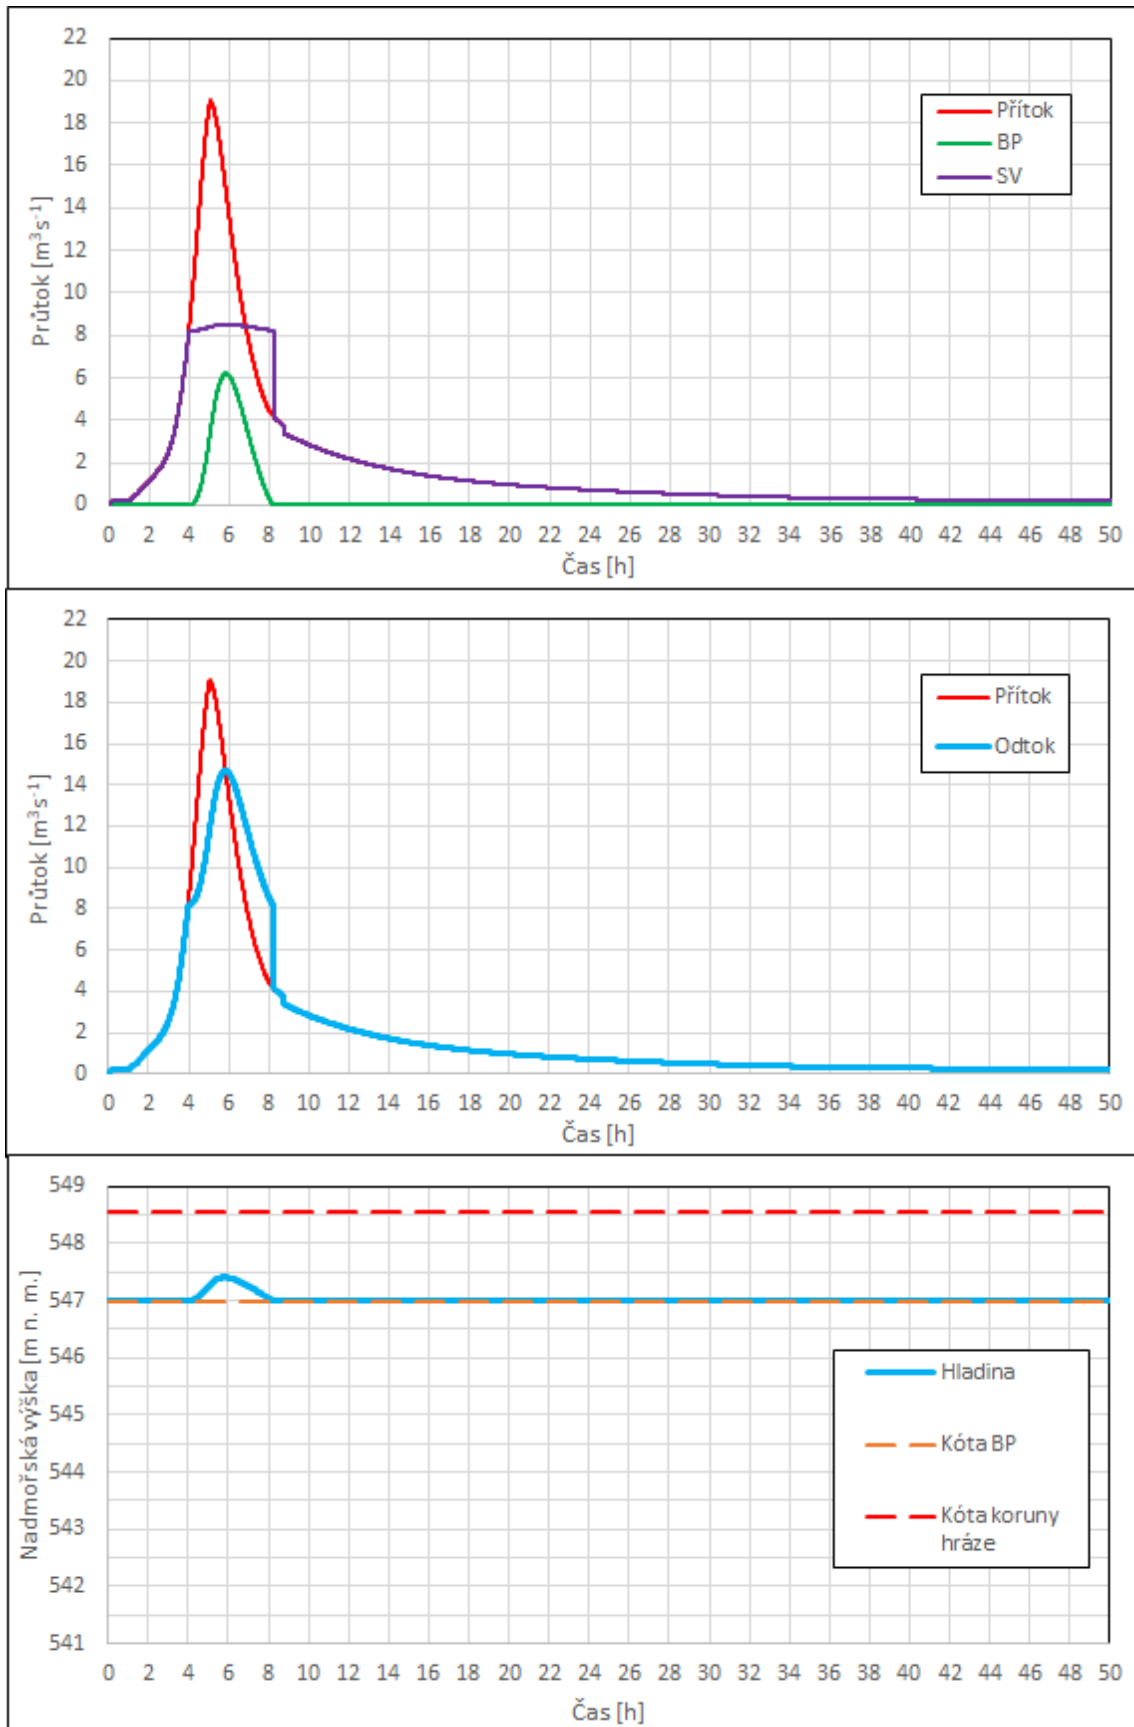 22
20
18
16
14
12
10
8
6
4
2
0
Průtok [m³s⁻¹]
Přítok
BP
SV
0 2 4 6 8 10 12 14 16 18 20 22 24 26 28 30 32 34 36 38 40 42 44 46 48 50
Čas [h]
22
20
18
16
14
12
10
8
6
4
2
0
Průtok [m³s⁻¹]
Přítok
Odtok
0 2 4 6 8 10 12 14 16 18 20 22 24 26 28 30 32 34 36 38 40 42 44 46 48 50
Čas [h]
549
548
547
546
545
544
543
542
541
Nadmořská výška [m n. m.]
Hladina
Kóta BP
Kóta koruny
hráze
0 2 4 6 8 10 12 14 16 18 20 22 24 26 28 30 32 34 36 38 40 42 44 46 48 50
Čas [h]